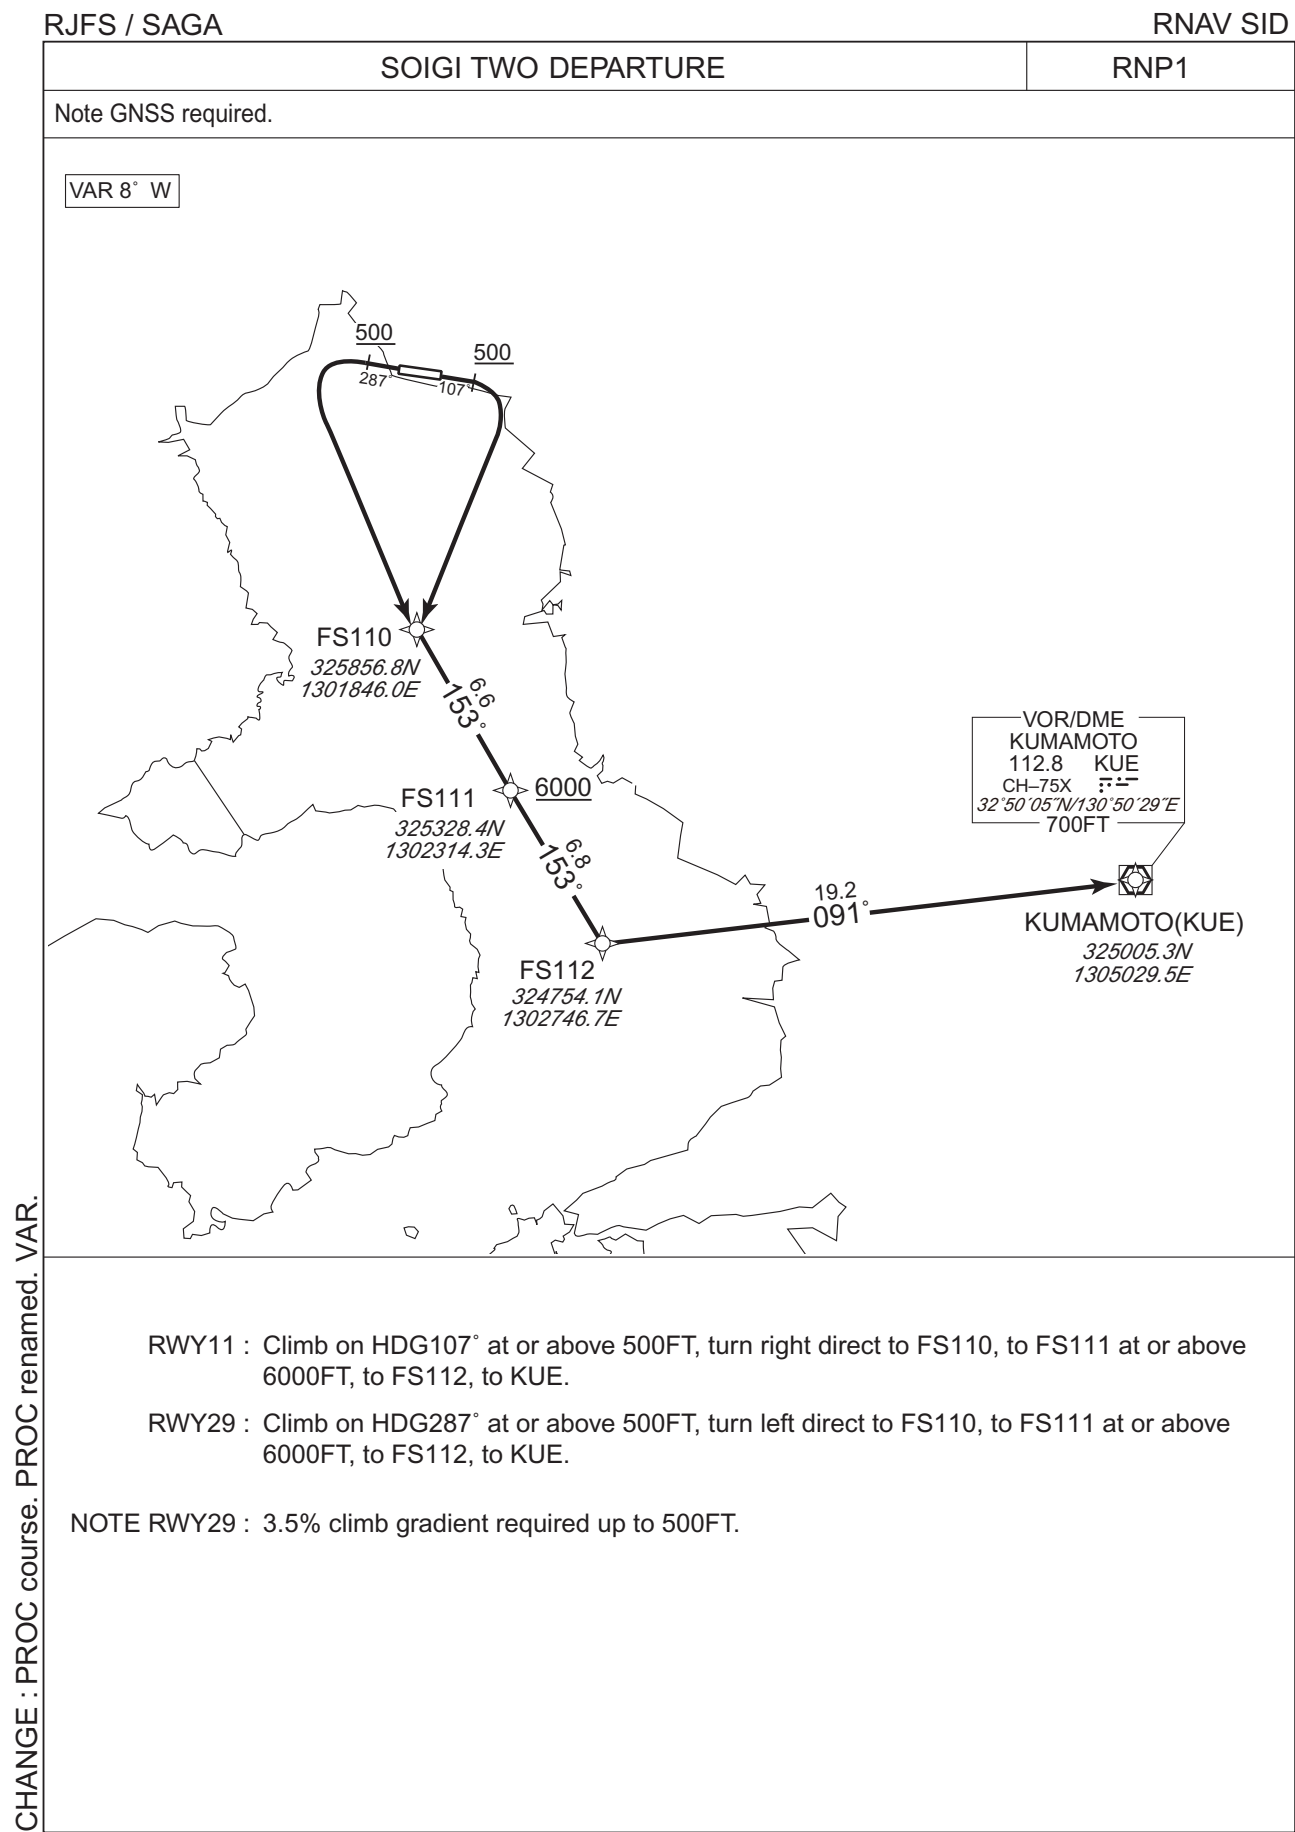 RJFS / SAGA
RNAV SID
SOIGI TWO DEPARTURE
RNP1
Note GNSS required.
VAR 8° W
500
500
287°
107°
FS110
325856.8N
1301846.0E
6.6
153°
FS111
6000
325328.4N
1302314.3E
6.8
153°
VOR/DME
KUMAMOTO
112.8 KUE
CH–75X
32°50´05˝N/130°50´29˝E
700FT
19.2
091°
KUMAMOTO(KUE)
325005.3N
1305029.5E
FS112
324754.1N
1302746.7E
RWY11 : Climb on HDG107° at or above 500FT, turn right direct to FS110, to FS111 at or above
6000FT, to FS112, to KUE.
RWY29 : Climb on HDG287° at or above 500FT, turn left direct to FS110, to FS111 at or above
6000FT, to FS112, to KUE.
NOTE RWY29 : 3.5% climb gradient required up to 500FT.
CHANGE : PROC course. PROC renamed. VAR.